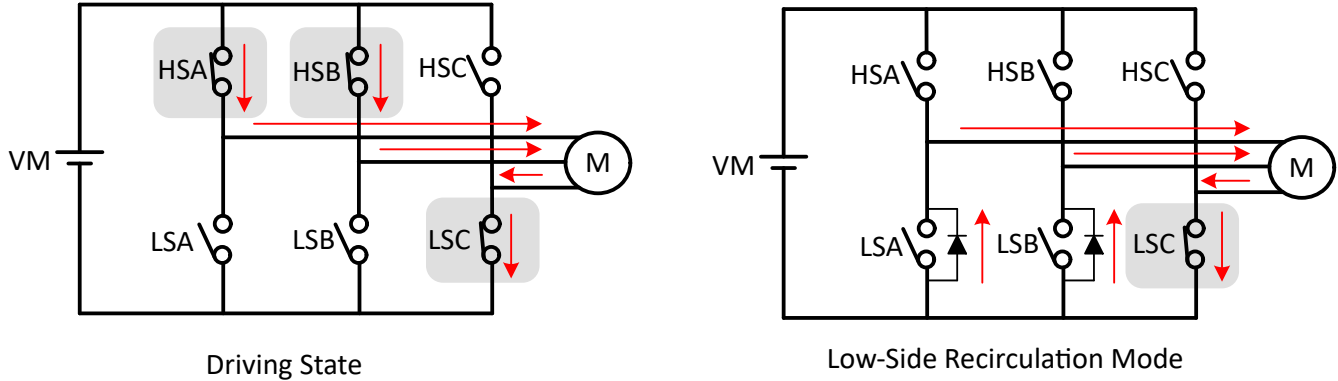 HSA
HSB
HSC
VM
M
LSA
LSB
LSC
Driving State
HSA
HSB
HSC
VM
M
LSA
LSB
LSC
Low-Side Recirculation Mode